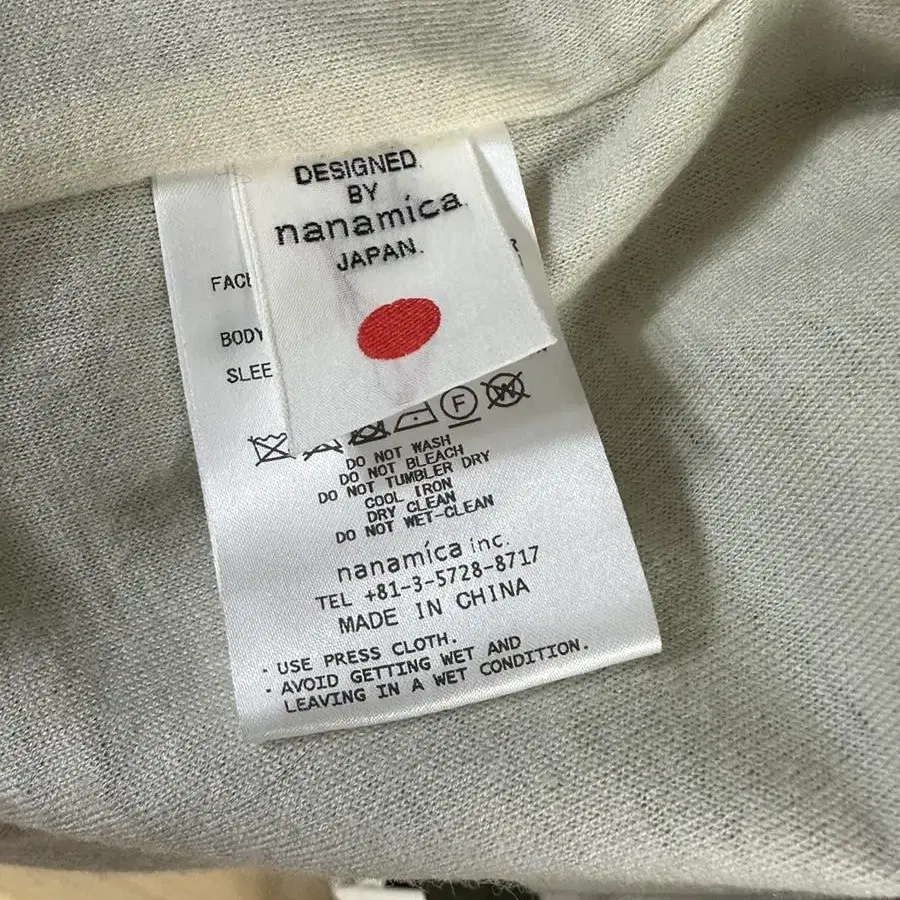 DESIGNED
BY
nanamica
JAPAN.
BODY
F
W
DO NOT WASH
DO NOT BLEACH
DO NOT TUMBLER DRY
COOL IRON
DRY CLEAN
DO NOT WET-CLEAN
nanamica inc.
TEL +81-3-5728-8717
MADE IN CHINA
· USE PRESS CLOTH.
· AVOID GETTING WET AND
LEAVING IN A WET CONDITION.